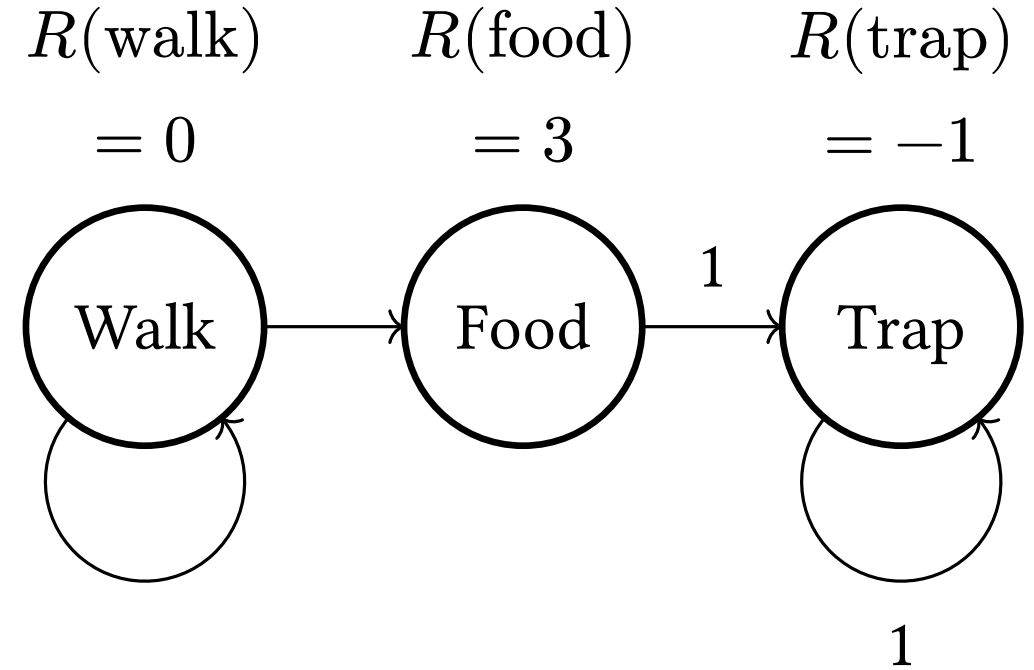 R(walk) R(food) R(trap)
= 0 = 3 = −1
1
Walk Food Trap
1